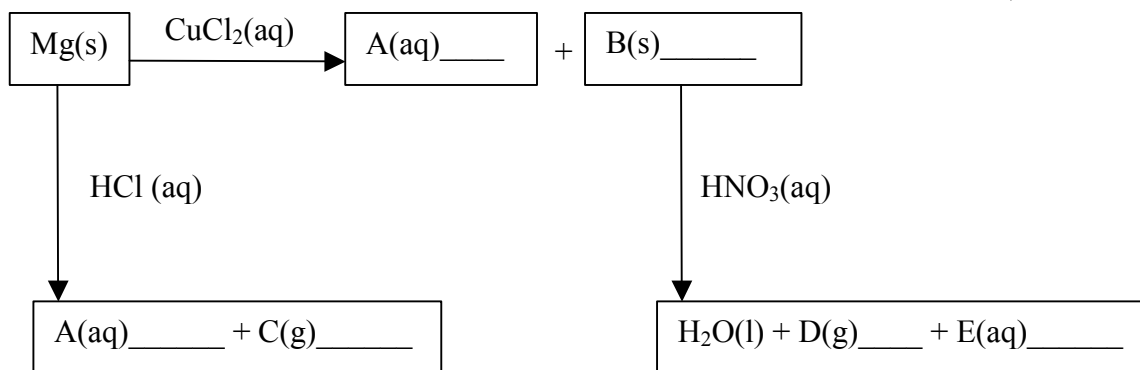 Mg(s)
CuCl₂(aq)
A(aq)____ + B(s)______
HCl (aq)
HNO₃(aq)
A(aq)______ + C(g)______
H₂O(l) + D(g)____ + E(aq)______